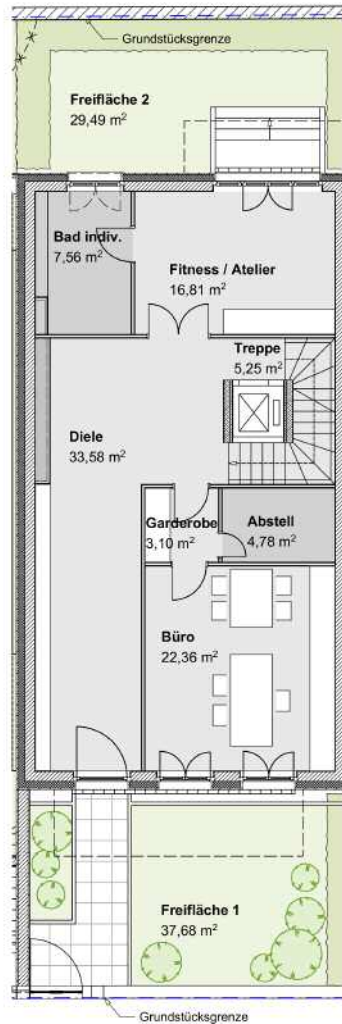 Grundstücksgrenze
Freifläche 2
29,49 m²
Bad indiv.
7,56 m²
Fitness / Atelier
16,81 m²
Treppe
5,25 m²
Diele
33,58 m²
Garderobe
3,10 m²
Abstell
4,78 m²
Büro
22,36 m²
Freifläche 1
37,68 m²
Grundstücksgrenze